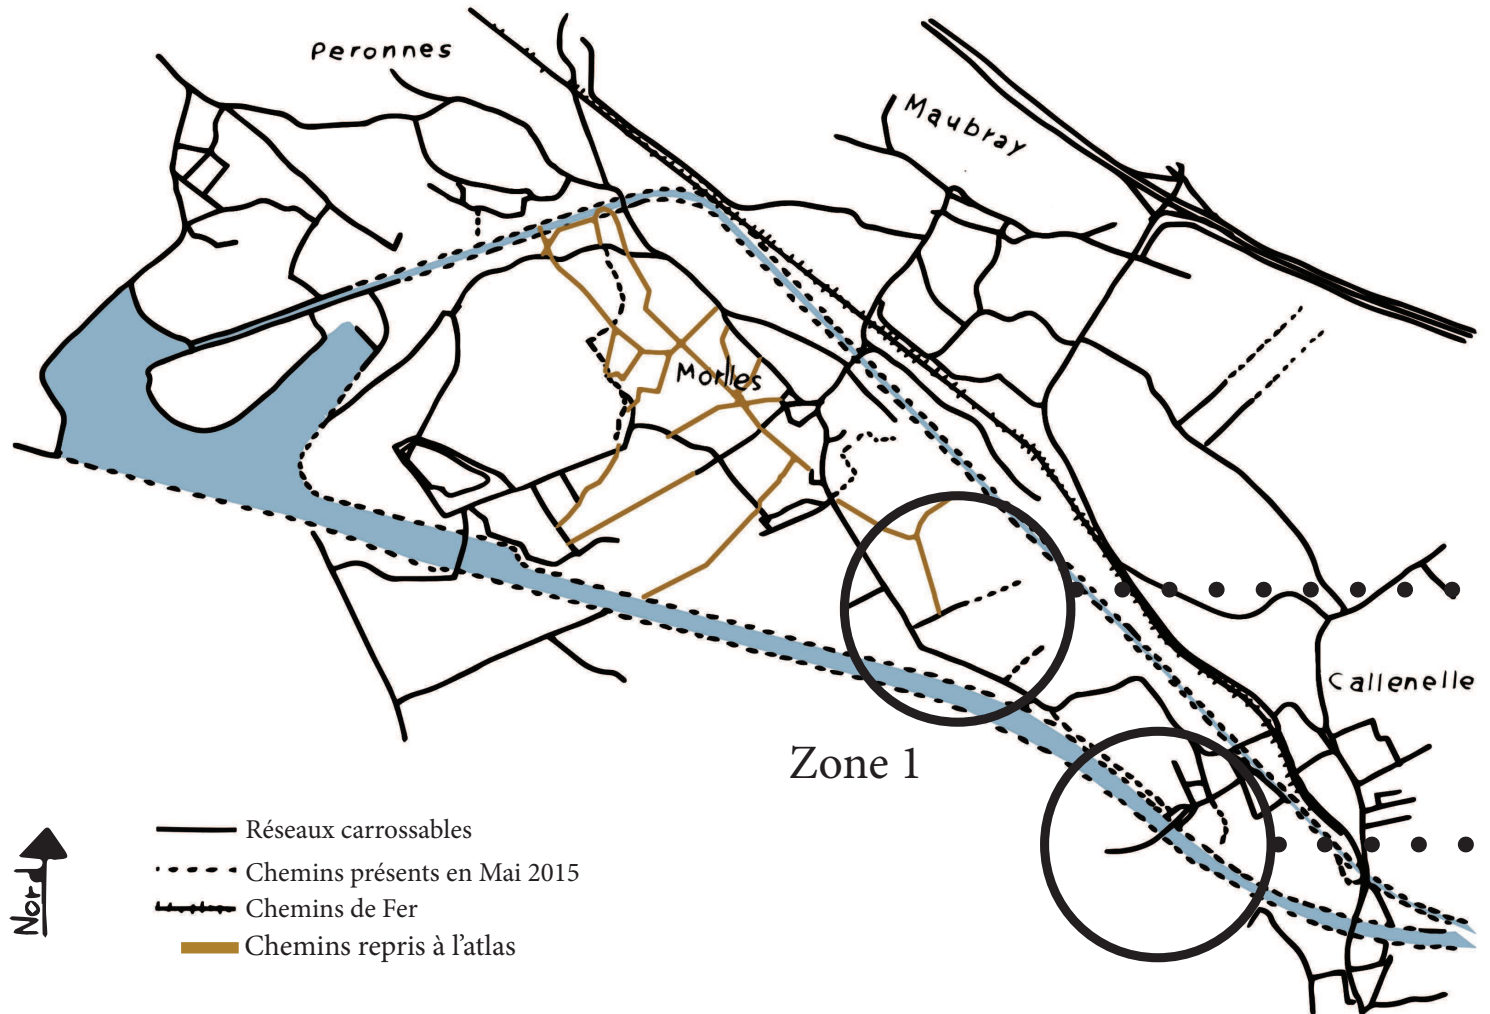 Peronnes
Maubray
Morlies
Callenelle
Zone 1
Réseaux carrossables
Chemins présents en Mai 2015
Chemins de Fer
Chemins repris à l'atlas
Nord